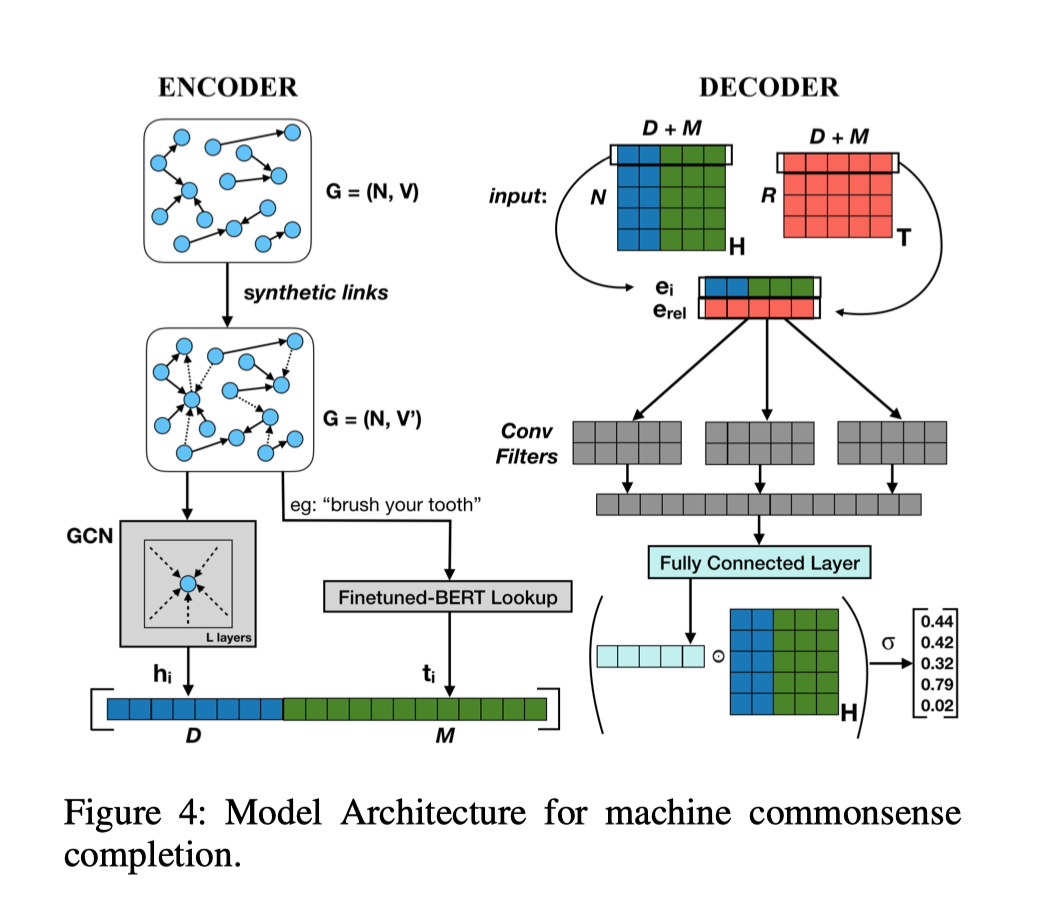 ENCODER
G = (N, V)
synthetic links
G = (N, V’)
eg: “brush your tooth”
GCN
L layers
Finetuned-BERT Lookup
hi
ti
D
M
DECODER
D + M
D + M
input:
N
R
H
T
ei
erel
Conv
Filters
Fully Connected Layer
⊙
H
σ
0.44
0.42
0.32
0.79
0.02
Figure 4: Model Architecture for machine commonsense
completion.